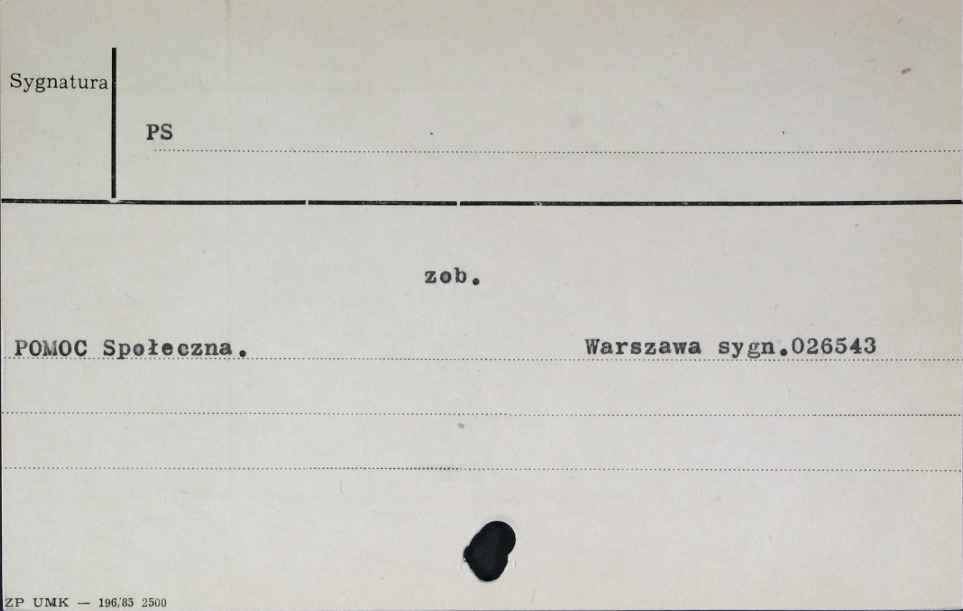 Sygnatura
PS
zob.
POMOC Społeczna. Warszawa sygn.026543
ZP UMK — 196/85 2500